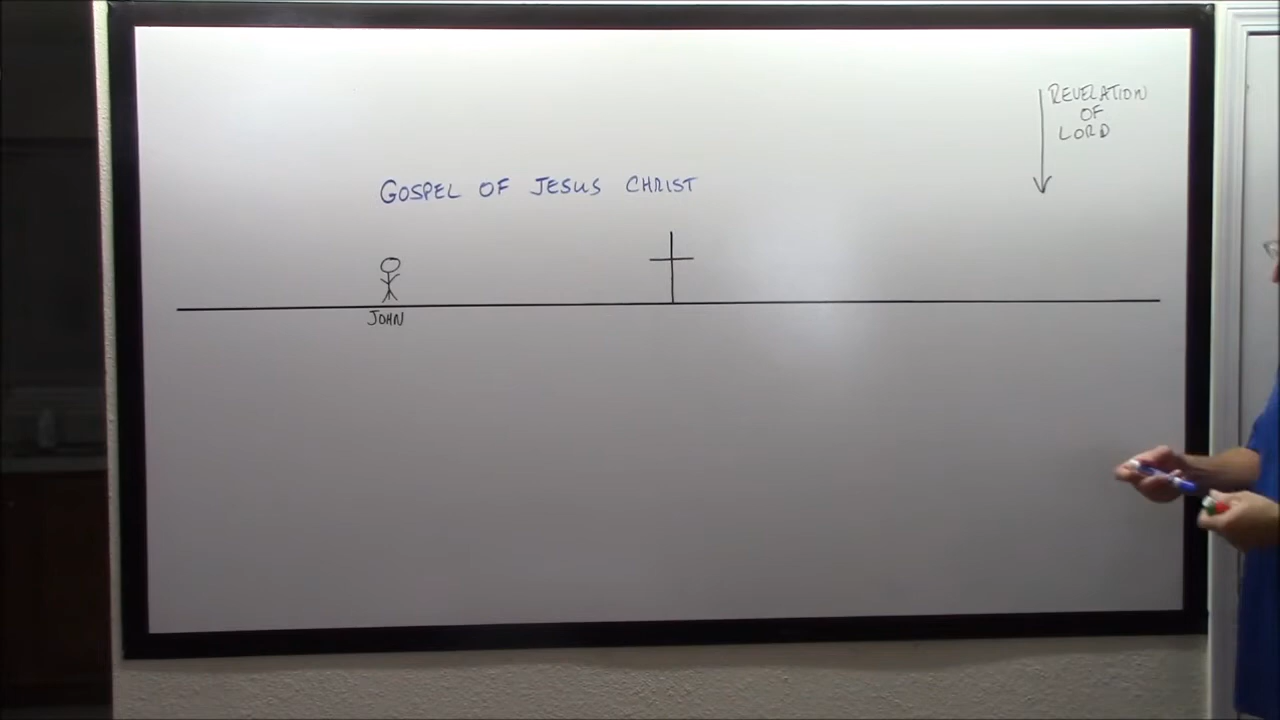 REVELATION
OF
LORD
GOSPEL OF JESUS CHRIST
JOHN